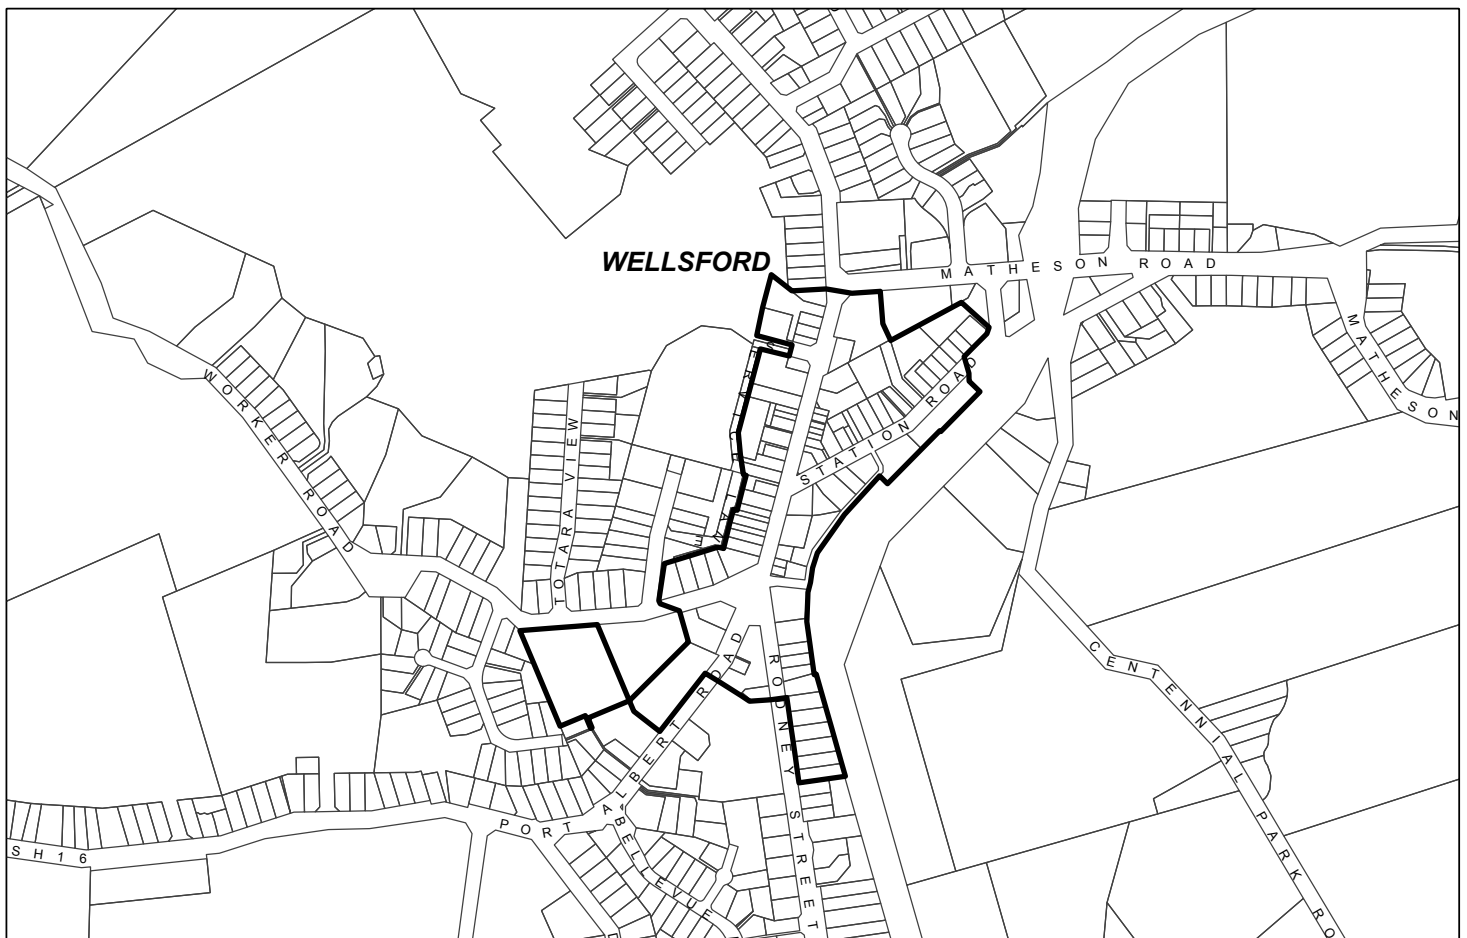 WELLSFORD
MATHESON ROAD
MATHESON
WORKER ROAD
TOTARA VIEW
STATION ROAD
RODNEY STREET
PORT ALBERT ROAD
BELLEVUE
SH16
CENTENNIAL PARK RO